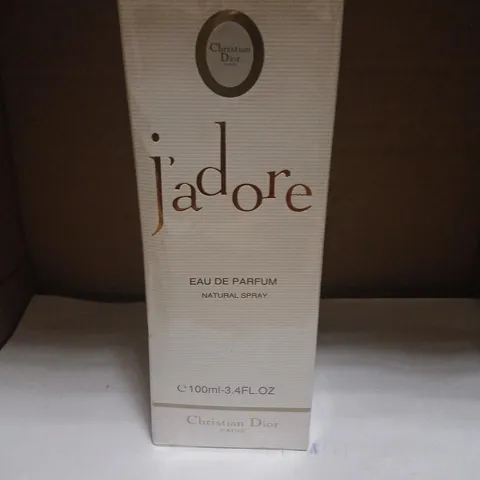 Christian
Dior
j'adore
EAU DE PARFUM
NATURAL SPRAY
℮100ml-3.4FL.OZ
Christian Dior